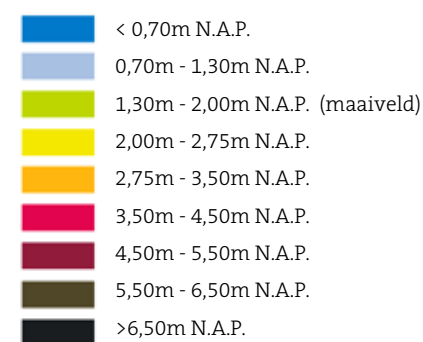 < 0,70m N.A.P.
0,70m - 1,30m N.A.P.
1,30m - 2,00m N.A.P. (maaiveld)
2,00m - 2,75m N.A.P.
2,75m - 3,50m N.A.P.
3,50m - 4,50m N.A.P.
4,50m - 5,50m N.A.P.
5,50m - 6,50m N.A.P.
>6,50m N.A.P.